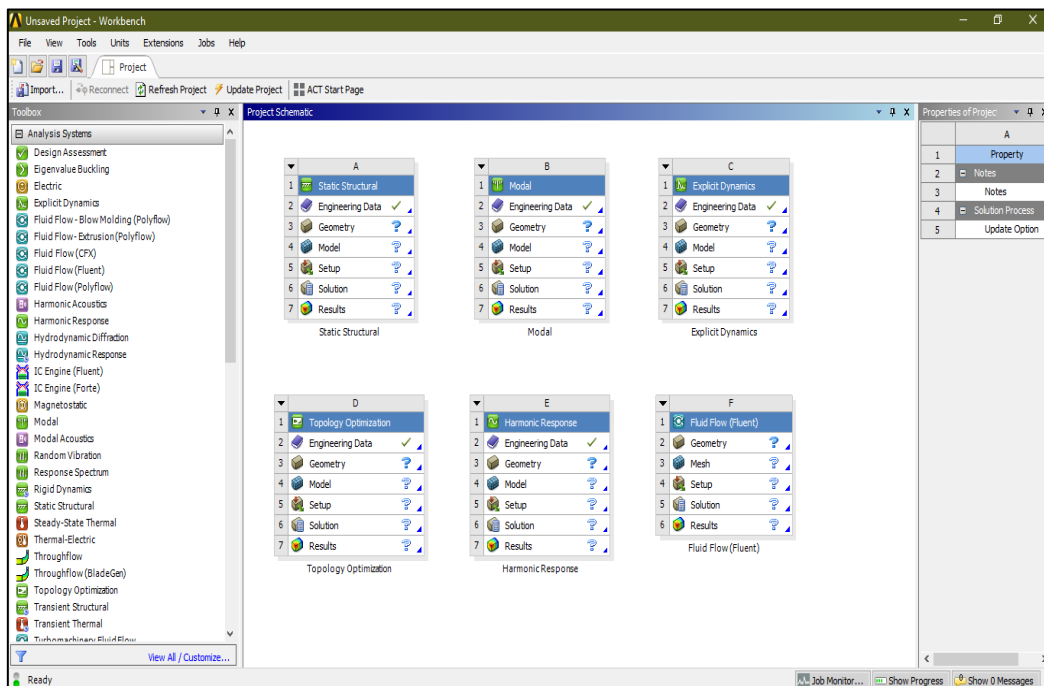 Unsaved Project - Workbench
File View Tools Units Extensions Jobs Help
Project
Import... Reconnect Refresh Project Update Project ACT Start Page
Toolbox
Analysis Systems
Design Assessment
Eigenvalue Buckling
Electric
Explicit Dynamics
Fluid Flow - Blow Molding (Polyflow)
Fluid Flow- Extrusion(Polyflow)
Fluid Flow (CFX)
Fluid Flow (Fluent)
Fluid Flow (Polyflow)
Harmonic Acoustics
Harmonic Response
Hydrodynamic Diffraction
Hydrodynamic Response
IC Engine (Fluent)
IC Engine (Forte)
Magnetostatic
Modal
Modal Acoustics
Random Vibration
Response Spectrum
Rigid Dynamics
Static Structural
Steady-State Thermal
Thermal-Electric
Throughflow
Throughflow (BladeGen)
Topology Optimization
Transient Structural
Transient Thermal
Turbomachinery Fluid Flow
View All / Customize...
Project Schematic
A
1 Static Structural
2 Engineering Data
3 Geometry ?
4 Model ?
5 Setup ?
6 Solution ?
7 Results ?
Static Structural
B
1 Modal
2 Engineering Data
3 Geometry ?
4 Model ?
5 Setup ?
6 Solution ?
7 Results ?
Modal
C
1 Explicit Dynamics
2 Engineering Data
3 Geometry ?
4 Model ?
5 Setup ?
6 Solution ?
7 Results ?
Explicit Dynamics
D
1 Topology Optimization
2 Engineering Data
3 Geometry ?
4 Model ?
5 Setup ?
6 Solution ?
7 Results ?
Topology Optimization
E
1 Harmonic Response
2 Engineering Data
3 Geometry ?
4 Model ?
5 Setup ?
6 Solution ?
7 Results ?
Harmonic Response
F
1 Fluid Flow (Fluent)
2 Geometry ?
3 Mesh ?
4 Setup ?
5 Solution ?
6 Results ?
Fluid Flow (Fluent)
Properties of Projec
A
1 Property
2 Notes
3 Notes
4 Solution Process
5 Update Option
Ready
Job Monitor... Show Progress Show 0 Messages